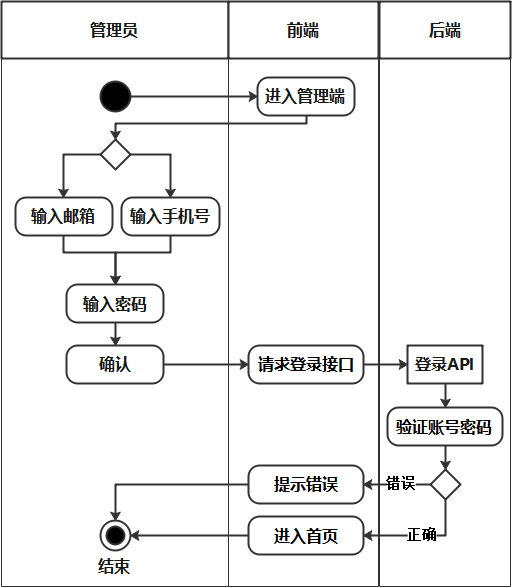 管理员
前端
后端
进入管理端
输入邮箱
输入手机号
输入密码
确认
请求登录接口
登录API
验证账号密码
错误
提示错误
正确
进入首页
结束